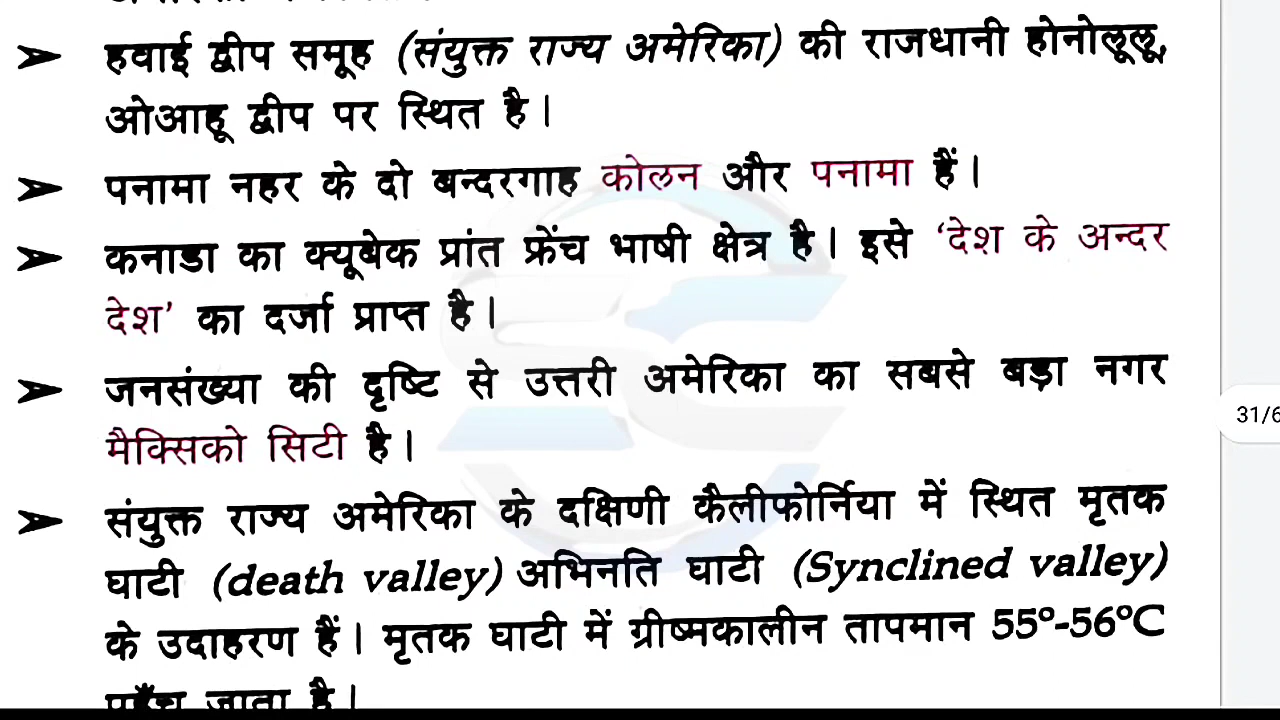 ➤ हवाई द्वीप समूह (संयुक्त राज्य अमेरिका) की राजधानी होनोलूलू,
ओआहू द्वीप पर स्थित है।
➤ पनामा नहर के दो बन्दरगाह कोलन और पनामा हैं।
➤ कनाडा का क्यूबेक प्रांत फ्रेंच भाषी क्षेत्र है। इसे ‘देश के अन्दर
देश’ का दर्जा प्राप्त है।
➤ जनसंख्या की दृष्टि से उत्तरी अमेरिका का सबसे बड़ा नगर
मैक्सिको सिटी है।
31/6
➤ संयुक्त राज्य अमेरिका के दक्षिणी कैलीफोर्निया में स्थित मृतक
घाटी (death valley) अभिनति घाटी (Synclined valley)
के उदाहरण हैं। मृतक घाटी में ग्रीष्मकालीन तापमान 55°-56°C
पहुँच जाता है।